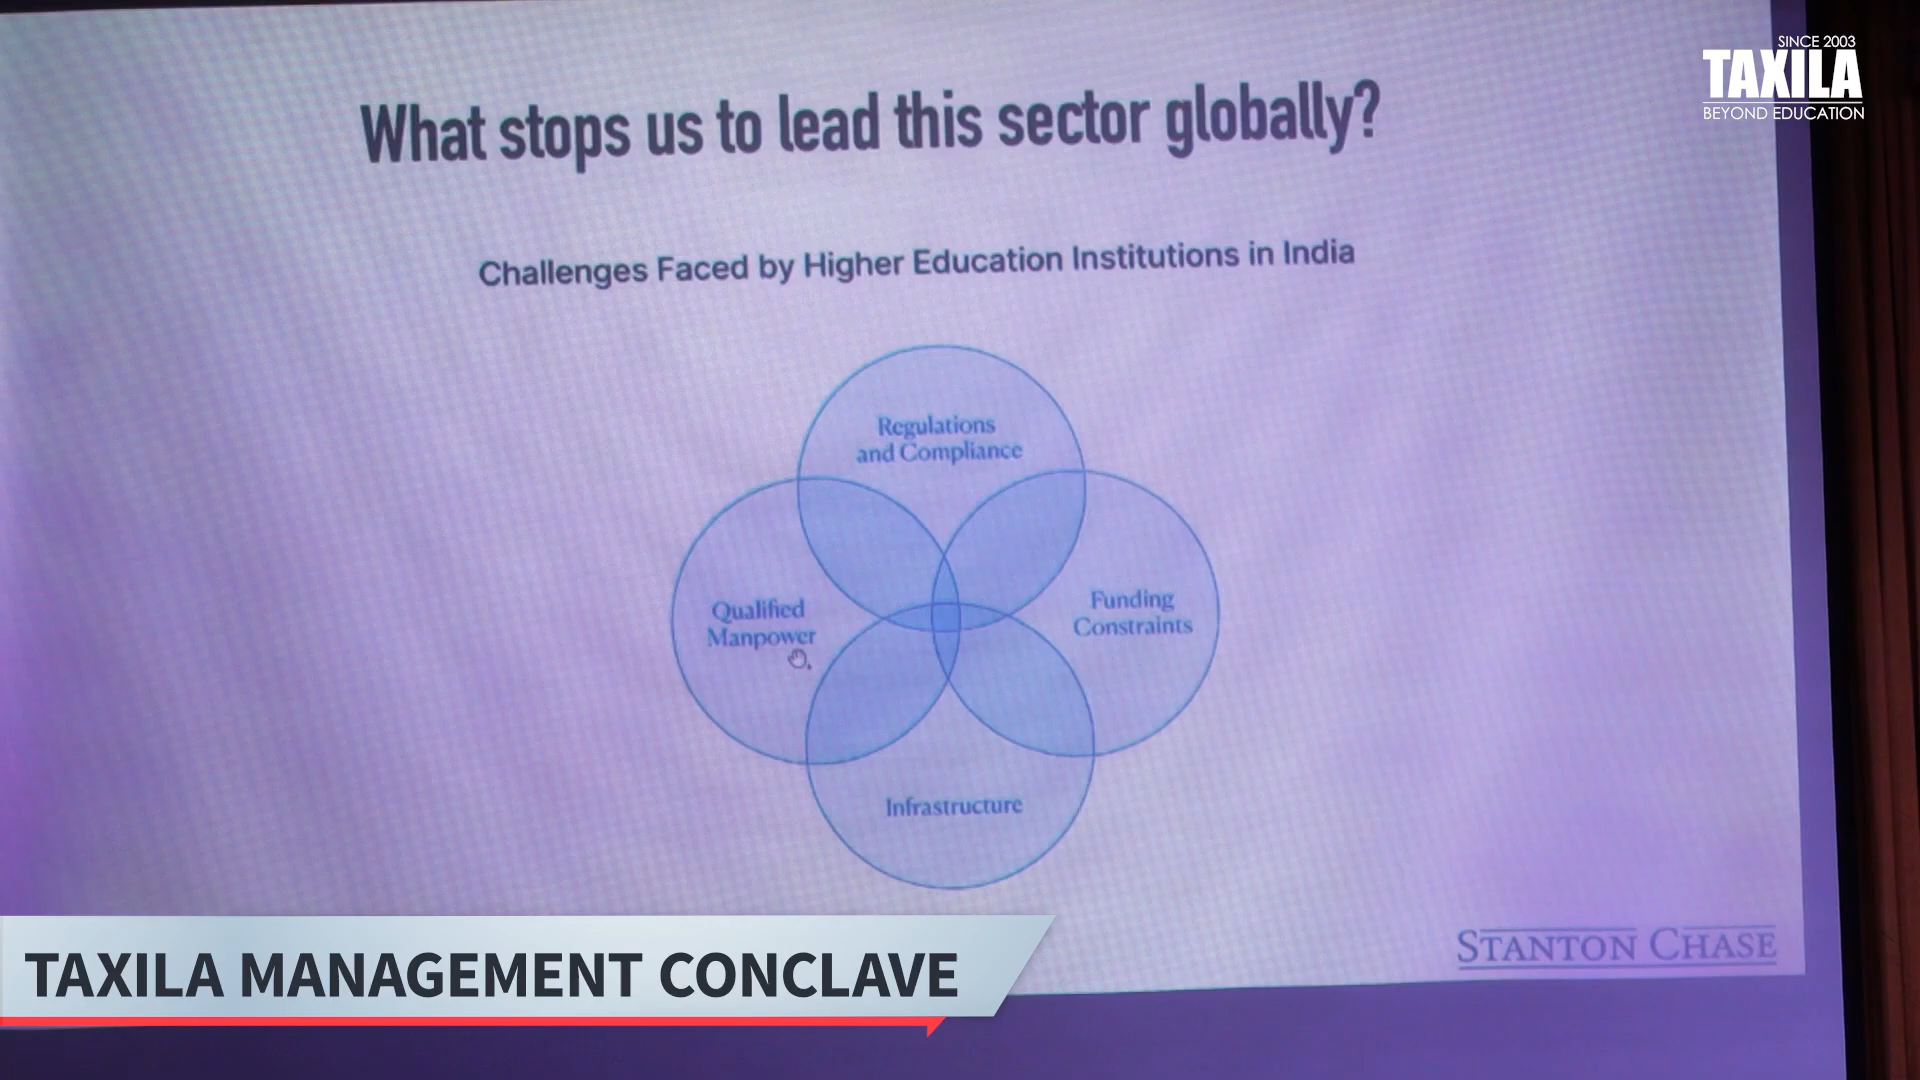 SINCE 2003
TAXILA
BEYOND EDUCATION
What stops us to lead this sector globally?
Challenges Faced by Higher Education Institutions in India
Regulations
and Compliance
Qualified
Manpower
Funding
Constraints
Infrastructure
STANTON CHASE
TAXILA MANAGEMENT CONCLAVE